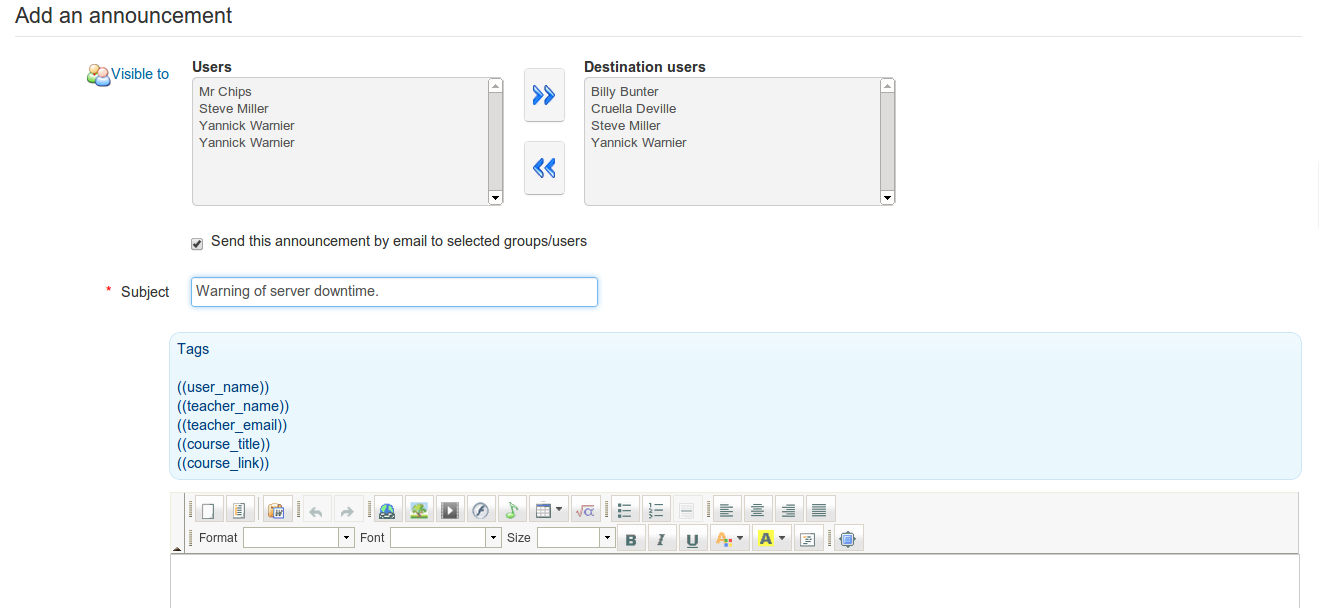 Add an announcement
Visible to
Users
Mr Chips
Steve Miller
Yannick Warnier
Yannick Warnier
Destination users
Billy Bunter
Cruella Deville
Steve Miller
Yannick Warnier
Send this announcement by email to selected groups/users
* Subject
Warning of server downtime.
Tags
((user_name))
((teacher_name))
((teacher_email))
((course_title))
((course_link))
Format Font Size B I U A A